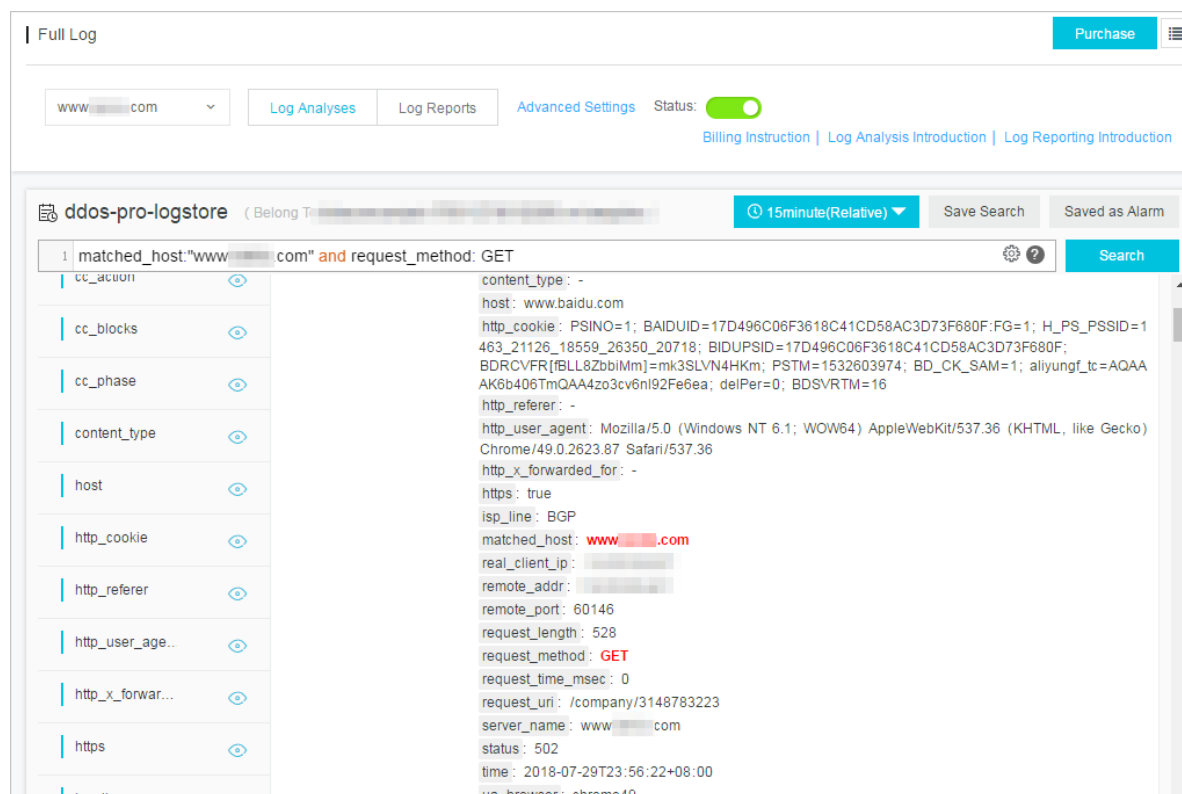 Full Log
Purchase
www com
Log Analyses
Log Reports
Advanced Settings
Status:
Billing Instruction | Log Analysis Introduction | Log Reporting Introduction
ddos-pro-logstore
( Belong T
15minute(Relative)
Save Search
Saved as Alarm
1 matched_host:"www .com" and request_method: GET
Search
cc_action
cc_blocks
cc_phase
content_type
host
http_cookie
http_referer
http_user_age..
http_x_forwar...
https
content_type : -
host : www.baidu.com
http_cookie : PSINO=1; BAIDUID=17D496C06F3618C41CD58AC3D73F680F:FG=1; H_PS_PSSID=1
463_21126_18559_26350_20718; BIDUPSID=17D496C06F3618C41CD58AC3D73F680F;
BDRCVFR[fBLL8ZbbiMm]=mk3SLVN4HKm; PSTM=1532603974; BD_CK_SAM=1; aliyungf_tc=AQAA
AK6b406TmQAA4zo3cv6nl92Fe6ea; delPer=0; BDSVRTM=16
http_referer : -
http_user_agent : Mozilla/5.0 (Windows NT 6.1; WOW64) AppleWebKit/537.36 (KHTML, like Gecko)
Chrome/49.0.2623.87 Safari/537.36
http_x_forwarded_for : -
https : true
isp_line : BGP
matched_host : www .com
real_client_ip :
remote_addr :
remote_port : 60146
request_length : 528
request_method : GET
request_time_msec : 0
request_uri : /company/3148783223
server_name : www com
status : 502
time : 2018-07-29T23:56:22+08:00
ua_browser : chrome49